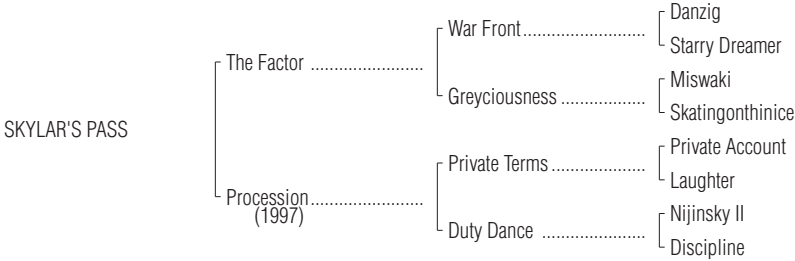 Danzig
War Front..........................
Starry Dreamer
The Factor ........................
Miswaki
Greyciousness ..................
Skatingonthinice
SKYLAR'S PASS
Private Account
Private Terms....................
Laughter
Procession........................
(1997)
Nijinsky II
Duty Dance ......................
Discipline